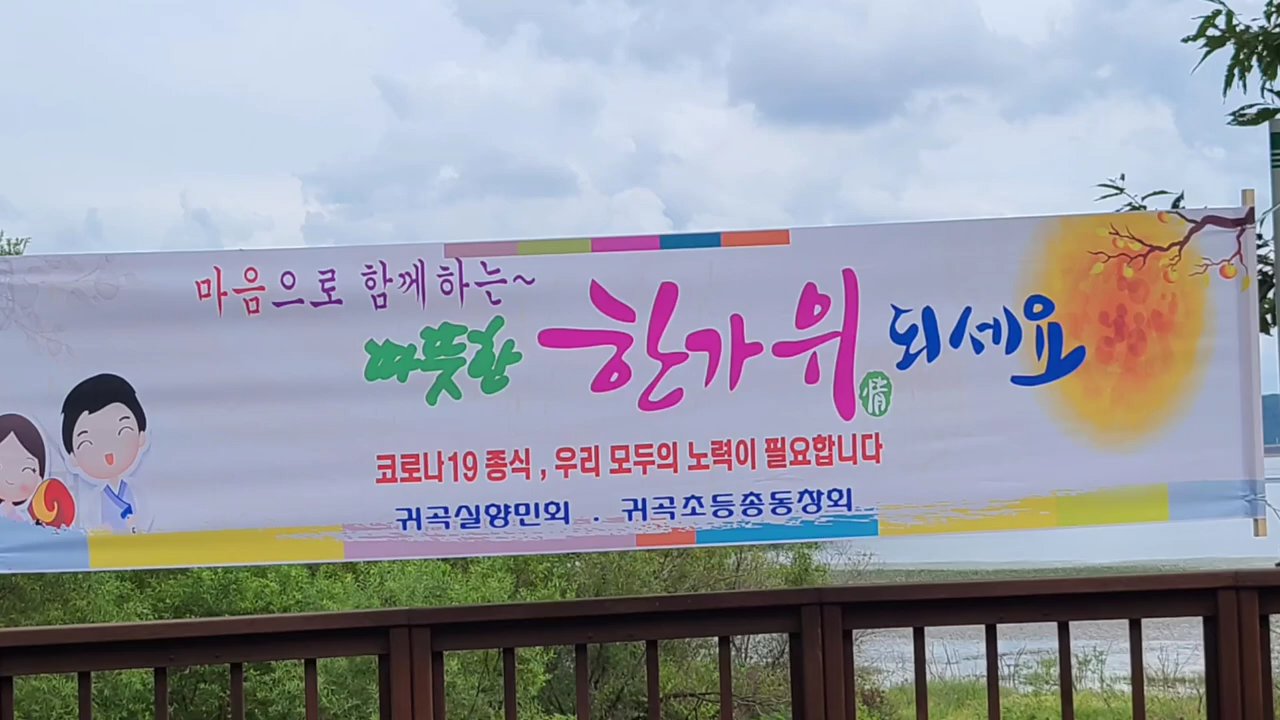 마음으로 함께하는~
따뜻한 한가위 되세요
情
코로나19 종식 , 우리 모두의 노력이 필요합니다
귀곡실향민회 . 귀곡초등총동창회